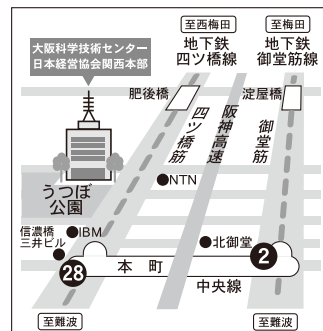 至西梅田
至梅田
大阪科学技術センター
日本経営協会関西本部
地下鉄
四ツ橋線
地下鉄
御堂筋線
肥後橋
淀屋橋
四ツ橋筋
阪神高速
御堂筋
うつぼ
公園
NTN
信濃橋
三井ビル
IBM
北御堂
2
28
本町
中央線
至難波
至難波